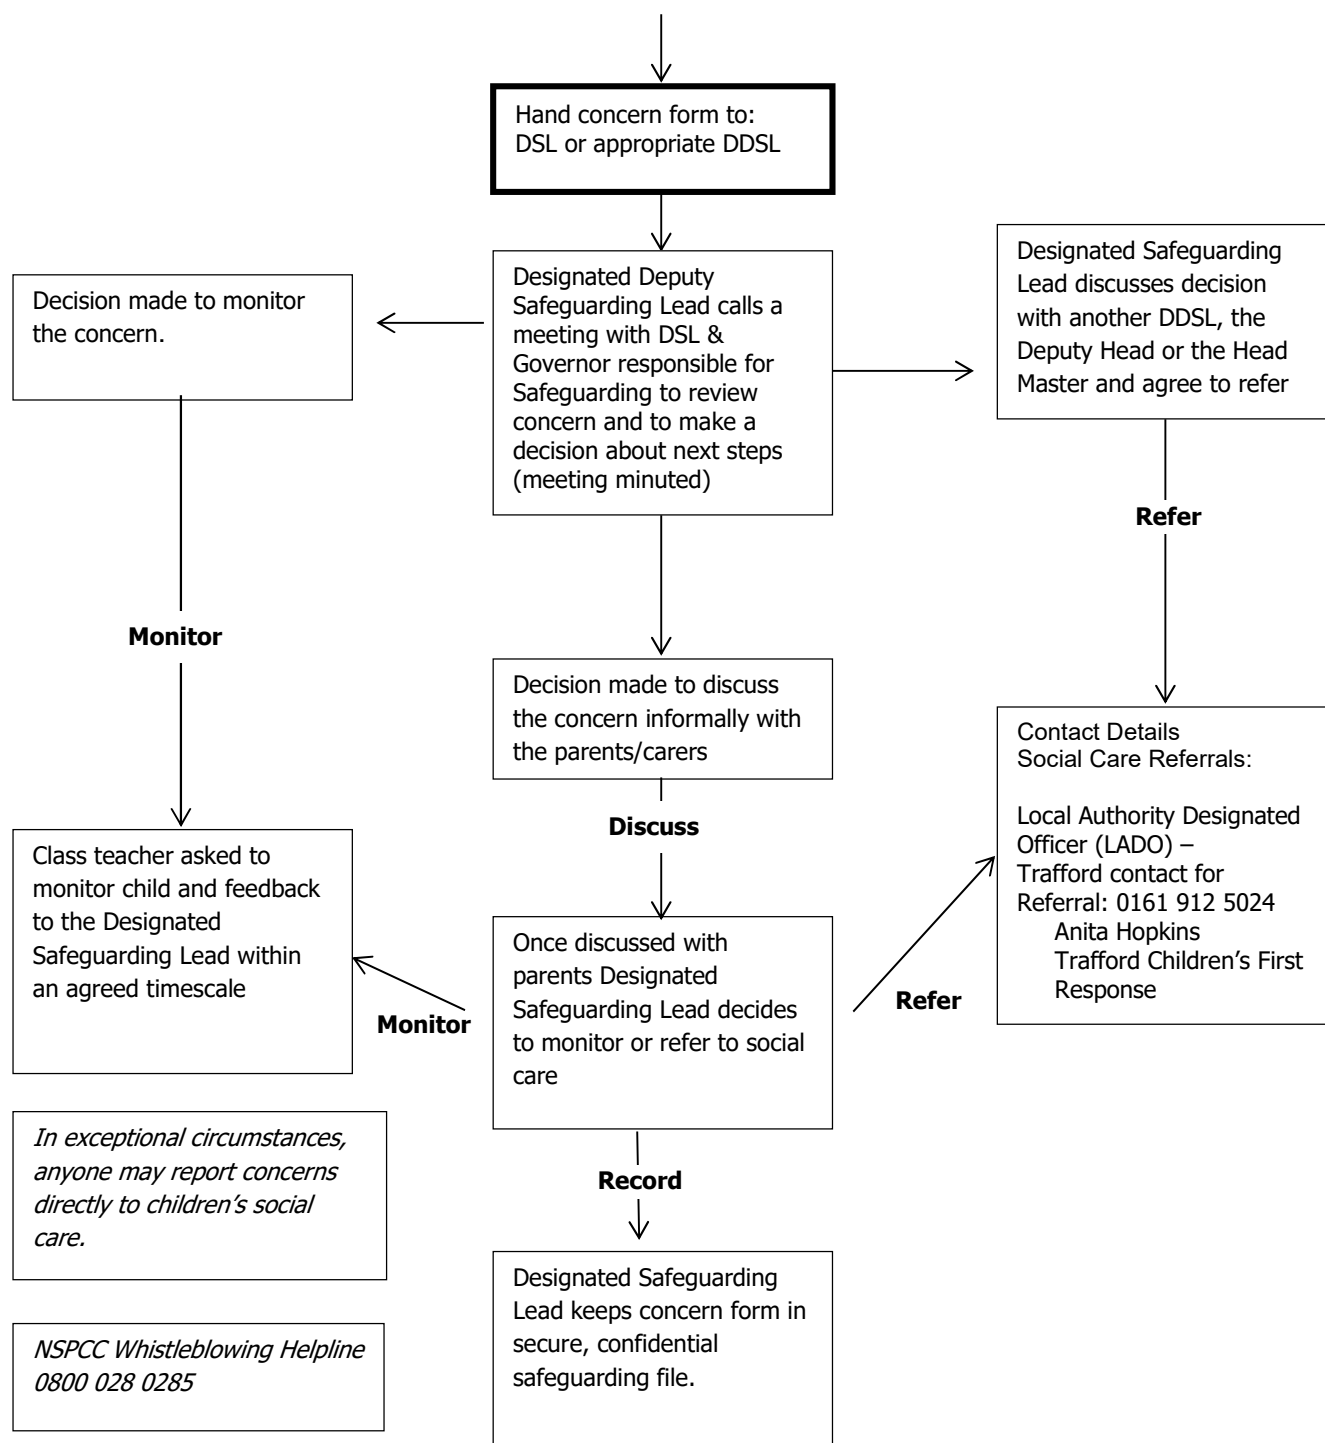 Hand concern form to:
DSL or appropriate DDSL
Designated Deputy
Safeguarding Lead calls a
meeting with DSL &
Governor responsible for
Safeguarding to review
concern and to make a
decision about next steps
(meeting minuted)
Decision made to monitor
the concern.
Designated Safeguarding
Lead discusses decision
with another DDSL, the
Deputy Head or the Head
Master and agree to refer
Monitor
Refer
Decision made to discuss
the concern informally with
the parents/carers
Discuss
Contact Details
Social Care Referrals:
Local Authority Designated
Officer (LADO) –
Trafford contact for
Referral: 0161 912 5024
Anita Hopkins
Trafford Children’s First
Response
Class teacher asked to
monitor child and feedback
to the Designated
Safeguarding Lead within
an agreed timescale
Once discussed with
parents Designated
Safeguarding Lead decides
to monitor or refer to social
care
Monitor
Refer
Record
In exceptional circumstances,
anyone may report concerns
directly to children’s social
care.
Designated Safeguarding
Lead keeps concern form in
secure, confidential
safeguarding file.
NSPCC Whistleblowing Helpline
0800 028 0285